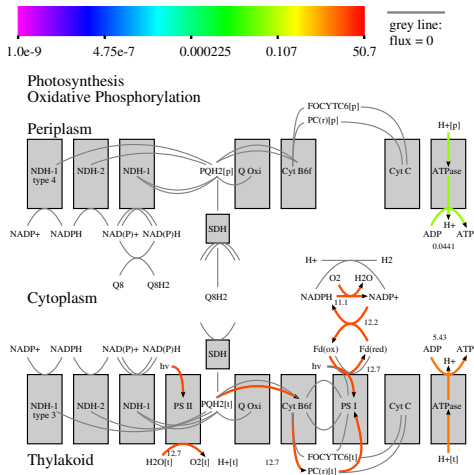 1.0e-9 4.75e-7 0.000225 0.107 50.7
grey line:
flux = 0
Photosynthesis
Oxidative Phosphorylation
Periplasm
FOCYTC6[p]
PC(r)[p]
H+[p]
NDH-1
type 4
NDH-2
NDH-1
PQH2[p]
Q Oxi
Cyt B6f
Cyt C
ATPase
NADP+ NADPH NAD(P)+ NAD(P)H
SDH
H+
ADP ATP
0.0441
Q8 Q8H2
Q8H2
H+ H2
O2 H2O
NADPH NADP+
11.1
Cytoplasm
12.2
NADP+ NADPH NAD(P)+ NAD(P)H
Fd(ox) Fd(red)
5.43
ADP ATP
SDH
hv
hv
12.7
H+
NDH-1
type 3
NDH-2
NDH-1
PS II
PQH2[t]
Q Oxi
Cyt B6f
PS I
Cyt C
ATPase
12.7
H2O[t] O2[t] H+[t]
12.7
FOCYTC6[t]
PC(r)[t]
H+[t]
Thylakoid